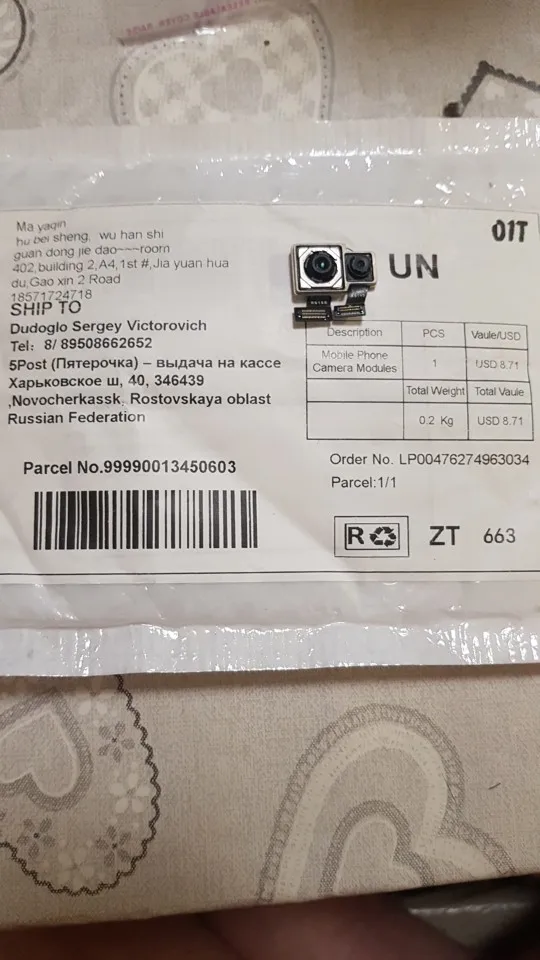 Ma yaqin
hu bei sheng, wu han shi
guan dong jie dao~~~room
402,building 2,A4,1st #,Jia yuan hua
du,Gao xin 2 Road
18571724718
SHIP TO
Dudoglo Sergey Victorovich
Tel: 8/ 89508662652
5Post (Пятерочка) – выдача на кассе
Харьковское ш, 40, 346439
,Novocherkassk, Rostovskaya oblast
Russian Federation
01T
UN
Description PCS Vaule/USD
Mobile Phone
Camera Modules 1 USD 8.71
Total Weight Total Vaule
0.2 Kg USD 8.71
Parcel No.99990013450603
Order No. LP00476274963034
Parcel:1/1
R ZT 663